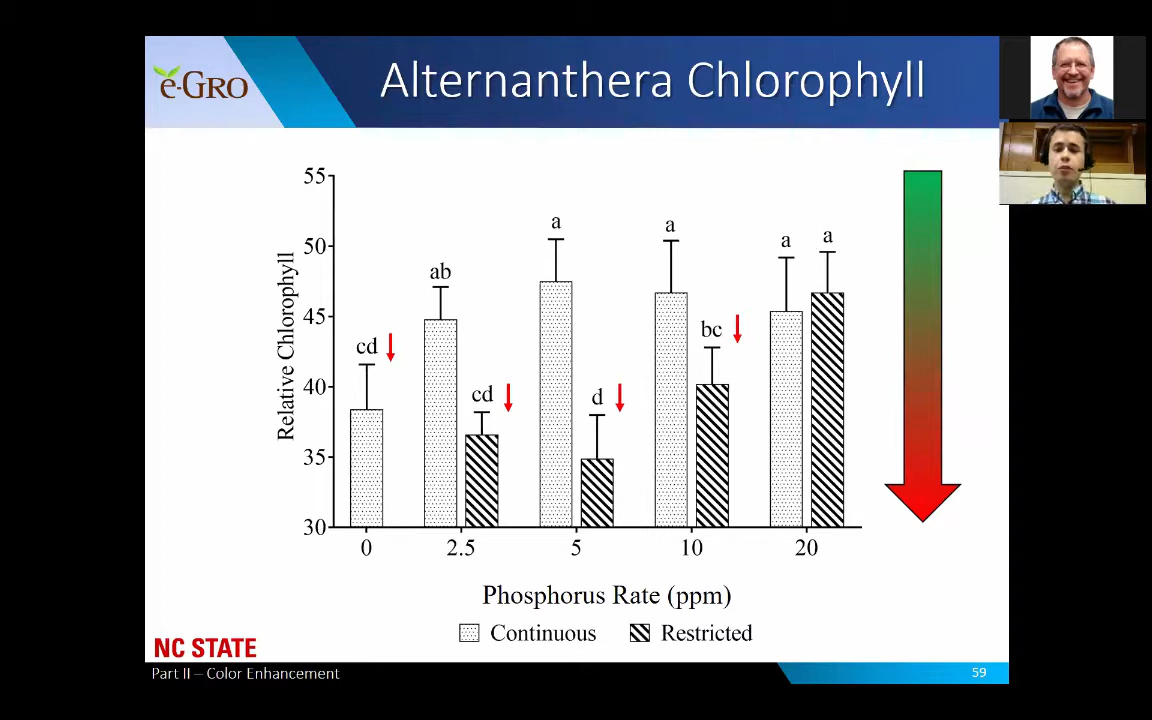 e-GRO
Alternanthera Chlorophyll
55
50
45
40
35
30
Relative Chlorophyll
cd
ab
cd
a
d
a
bc
a
a
0
2.5
5
10
20
Phosphorus Rate (ppm)
Continuous
Restricted
NC STATE
Part II – Color Enhancement
59